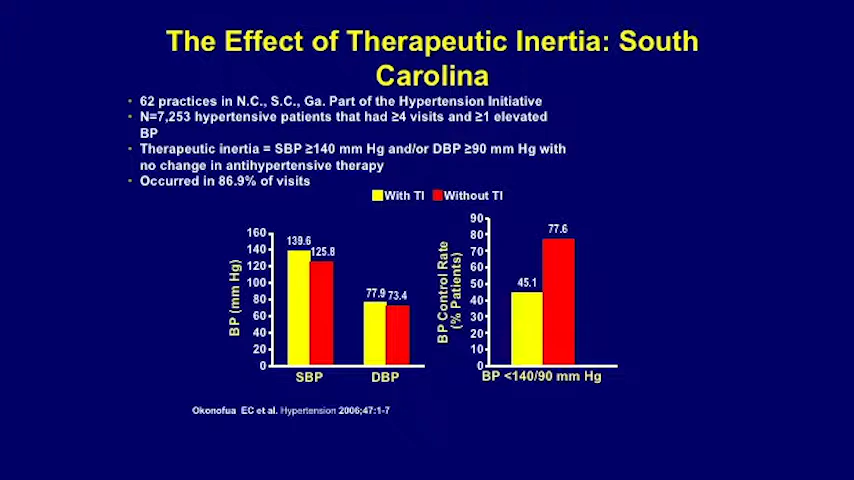 The Effect of Therapeutic Inertia: South
Carolina
• 62 practices in N.C., S.C., Ga. Part of the Hypertension Initiative
• N=7,253 hypertensive patients that had ≥4 visits and ≥1 elevated
BP
• Therapeutic inertia = SBP ≥140 mm Hg and/or DBP ≥90 mm Hg with
no change in antihypertensive therapy
• Occurred in 86.9% of visits
With TI Without TI
BP (mm Hg)
160
140
120
100
80
60
40
20
0
139.6
125.8
77.9
73.4
SBP
DBP
BP Control Rate
(% Patients)
90
80
70
60
50
40
30
20
10
0
45.1
77.6
BP <140/90 mm Hg
Okonofua EC et al. Hypertension 2006;47:1-7